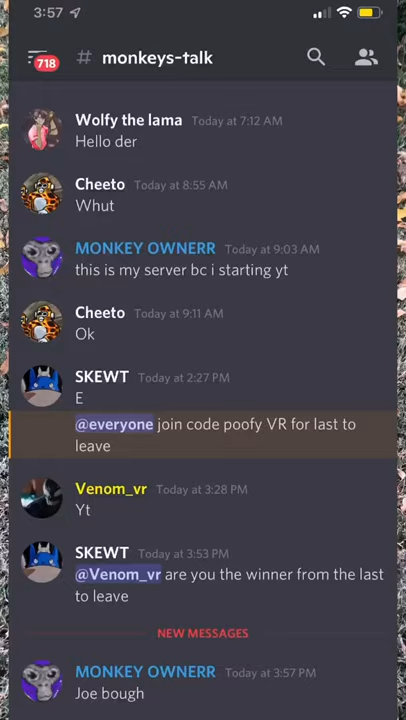 3:57
718
# monkeys-talk
Wolfy the lama Today at 7:12 AM
Hello der
Cheeto Today at 8:55 AM
Whut
MONKEY OWNERR Today at 9:03 AM
this is my server bc i starting yt
Cheeto Today at 9:11 AM
Ok
SKEWT Today at 2:27 PM
E
@everyone join code poofy VR for last to
leave
Venom_vr Today at 3:28 PM
Yt
SKEWT Today at 3:53 PM
@Venom_vr are you the winner from the last
to leave
NEW MESSAGES
MONKEY OWNERR Today at 3:57 PM
Joe bough